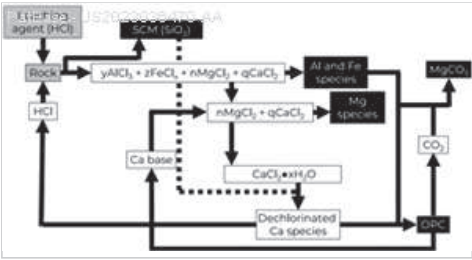 agent (HCl)
SCM (SiO₂)
Rock
yAlCl₃ + zFeClₓ + nMgCl₂ + qCaCl₂
Al and Fe
species
MgCO₃
HCl
nMgCl₂ + qCaCl₂
Mg
species
CO₂
Ca base
CaCl₂•xH₂O
Dechlorinated
Ca species
OPC